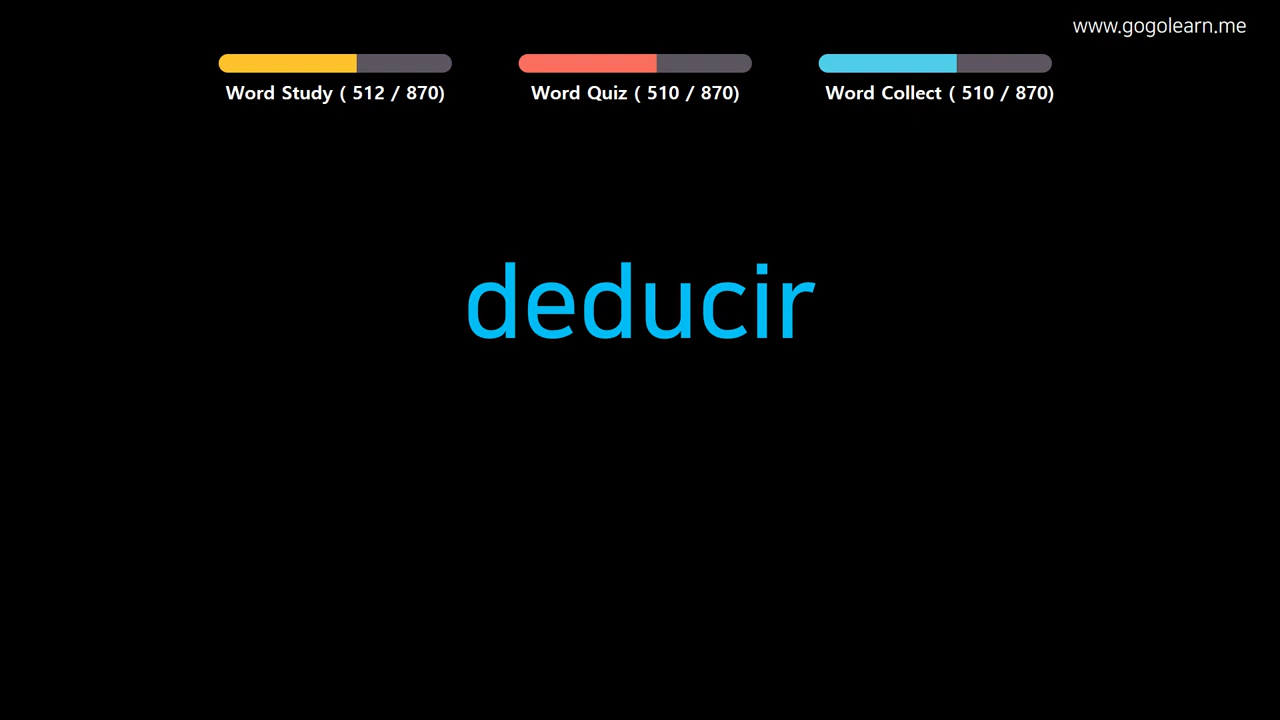 www.gogolearn.me
Word Study ( 512 / 870)
Word Quiz ( 510 / 870)
Word Collect ( 510 / 870)
deducir